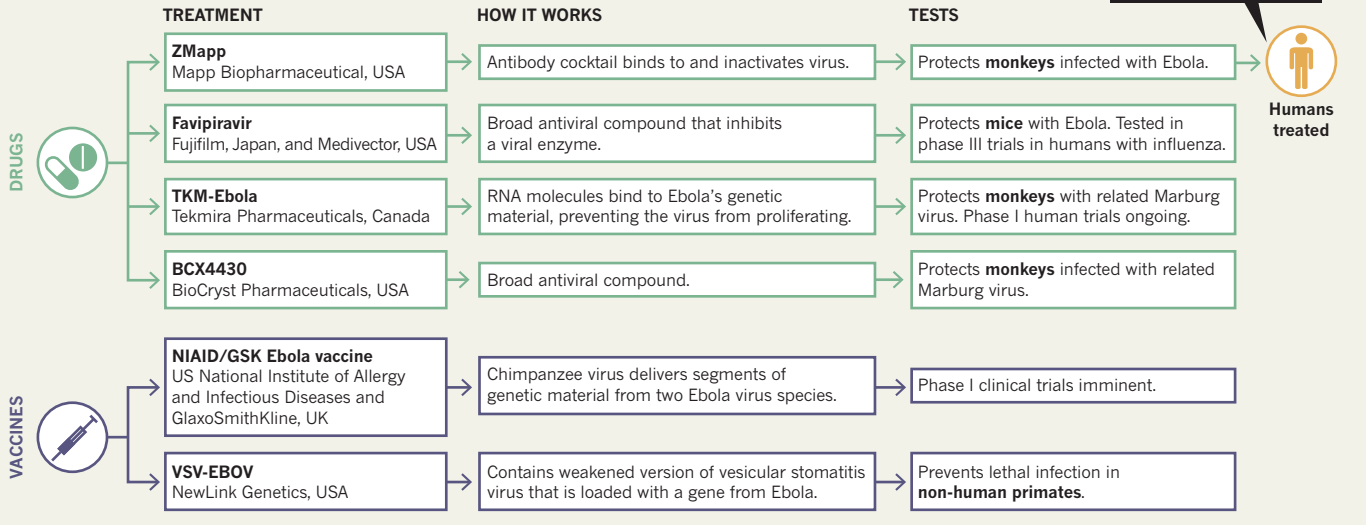 TREATMENT
HOW IT WORKS
TESTS
DRUGS
ZMapp
Mapp Biopharmaceutical, USA
Antibody cocktail binds to and inactivates virus.
Protects monkeys infected with Ebola.
Humans
treated
Favipiravir
Fujifilm, Japan, and Medivector, USA
Broad antiviral compound that inhibits
a viral enzyme.
Protects mice with Ebola. Tested in
phase III trials in humans with influenza.
TKM-Ebola
Tekmira Pharmaceuticals, Canada
RNA molecules bind to Ebola’s genetic
material, preventing the virus from proliferating.
Protects monkeys with related Marburg
virus. Phase I human trials ongoing.
BCX4430
BioCryst Pharmaceuticals, USA
Broad antiviral compound.
Protects monkeys infected with related
Marburg virus.
VACCINES
NIAID/GSK Ebola vaccine
US National Institute of Allergy
and Infectious Diseases and
GlaxoSmithKline, UK
Chimpanzee virus delivers segments of
genetic material from two Ebola virus species.
Phase I clinical trials imminent.
VSV-EBOV
NewLink Genetics, USA
Contains weakened version of vesicular stomatitis
virus that is loaded with a gene from Ebola.
Prevents lethal infection in
non-human primates.